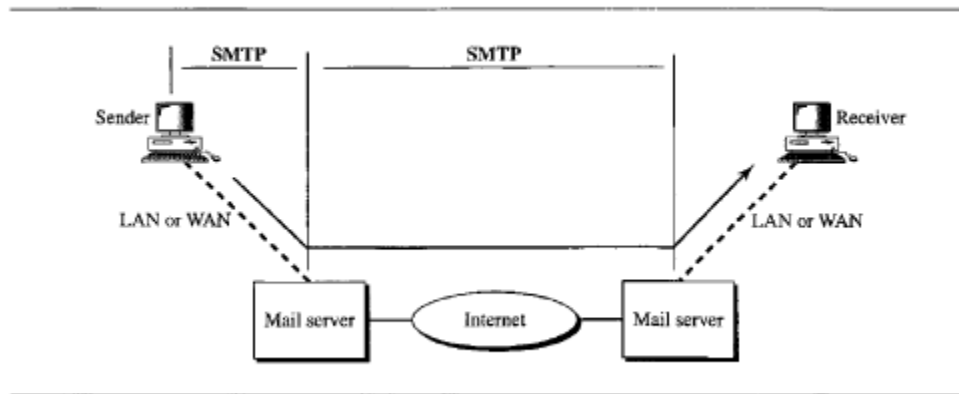 SMTP SMTP
Sender Receiver
LAN or WAN LAN or WAN
Mail server Internet Mail server